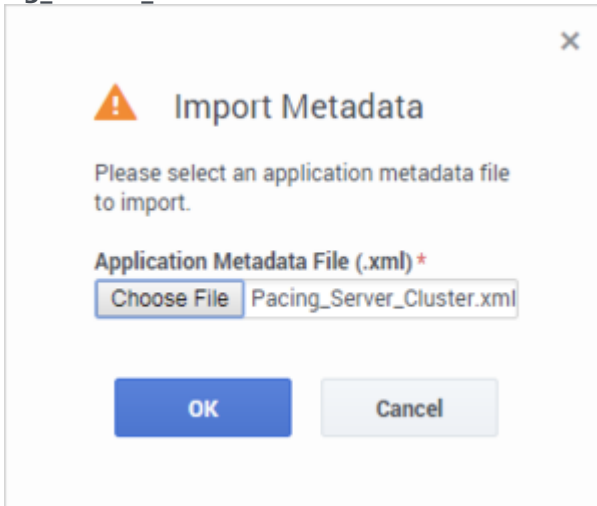 Import Metadata
Please select an application metadata file
to import.
Application Metadata File (.xml) *
Choose File Pacing_Server_Cluster.xml
OK Cancel